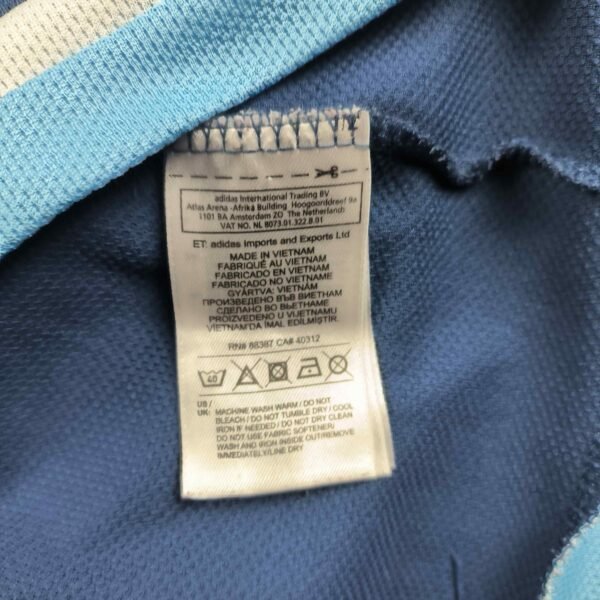 adidas International Trading BV
Atlas Arena -Afrika Building Hoogoorddreef 9a
1101 BA Amsterdam ZO The Netherlands
VAT NO. NL 8073.01.322.B.01
ET: adidas Imports and Exports Ltd
MADE IN VIETNAM
FABRIQUÉ AU VIETNAM
FABRICADO EN VIETNAM
FABRICADO NO VIETNAME
GYÁRTVA: VIETNÁM
ПРОИЗВЕДЕНО ВЪВ ВИЕТНАМ
СДЕЛАНО ВО ВЬЕТНАМЕ
PROIZVEDENO U VIJETNAMU
VIETNAM'DA İMAL EDİLMİŞTİR.
RN# 88387 CA# 40312
40
US /
UK: MACHINE WASH WARM / DO NOT
BLEACH / DO NOT TUMBLE DRY / COOL
IRON IF NEEDED / DO NOT DRY CLEAN
DO NOT USE FABRIC SOFTENER/
WASH AND IRON INSIDE OUT/REMOVE
IMMEDIATELY/LINE DRY